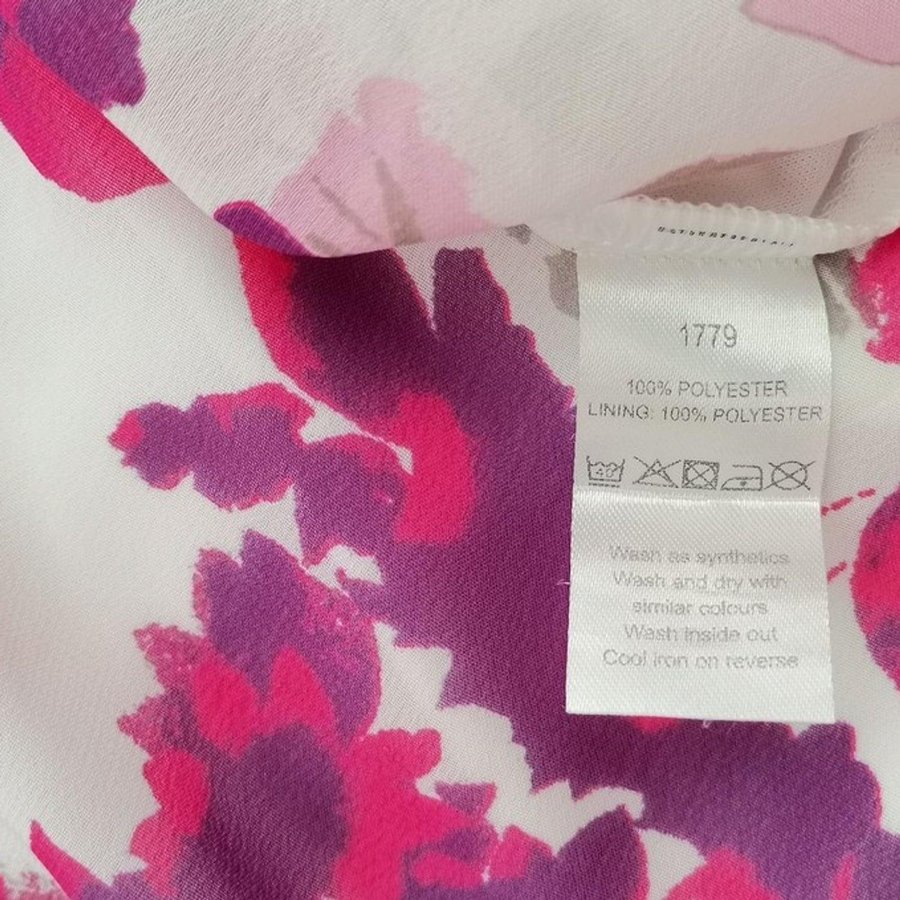 1779
100% POLYESTER
LINING: 100% POLYESTER
40
Wash as synthetics
Wash and dry with
similar colours
Wash inside out
Cool iron on reverse